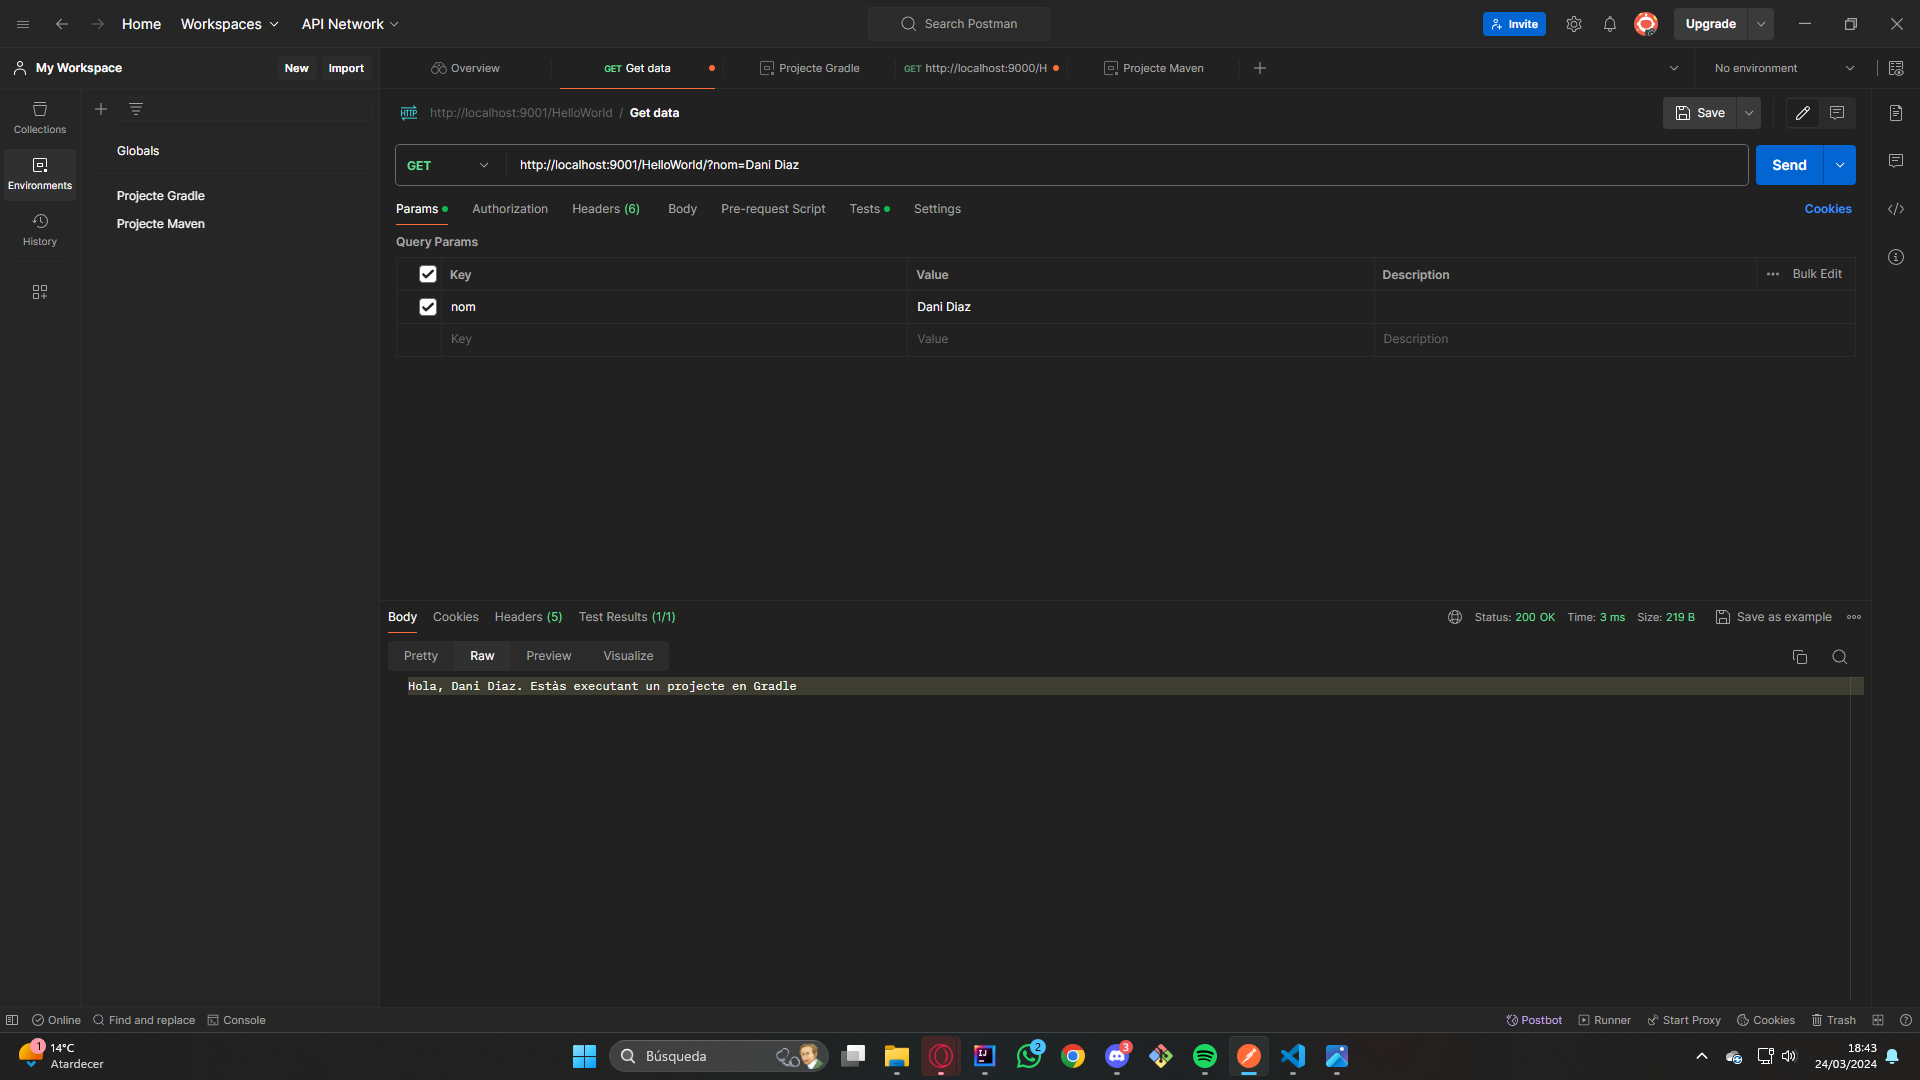 Home Workspaces API Network Search Postman Invite Upgrade
My Workspace New Import Overview GET Get data Projecte Gradle GET http://localhost:9000/H Projecte Maven No environment
Collections
Environments
History
Globals
Projecte Gradle
Projecte Maven
HTTP http://localhost:9001/HelloWorld / Get data Save
GET http://localhost:9001/HelloWorld/?nom=Dani Diaz Send
Params Authorization Headers (6) Body Pre-request Script Tests Settings Cookies
Query Params
Key Value Description Bulk Edit
nom Dani Diaz
Key Value Description
Body Cookies Headers (5) Test Results (1/1) Status: 200 OK Time: 3 ms Size: 219 B Save as example
Pretty Raw Preview Visualize
Hola, Dani Diaz. Estàs executant un projecte en Gradle
Online Find and replace Console Postbot Runner Start Proxy Cookies Trash
1 14°C
Atardecer
Búsqueda
2
3
18:43
24/03/2024